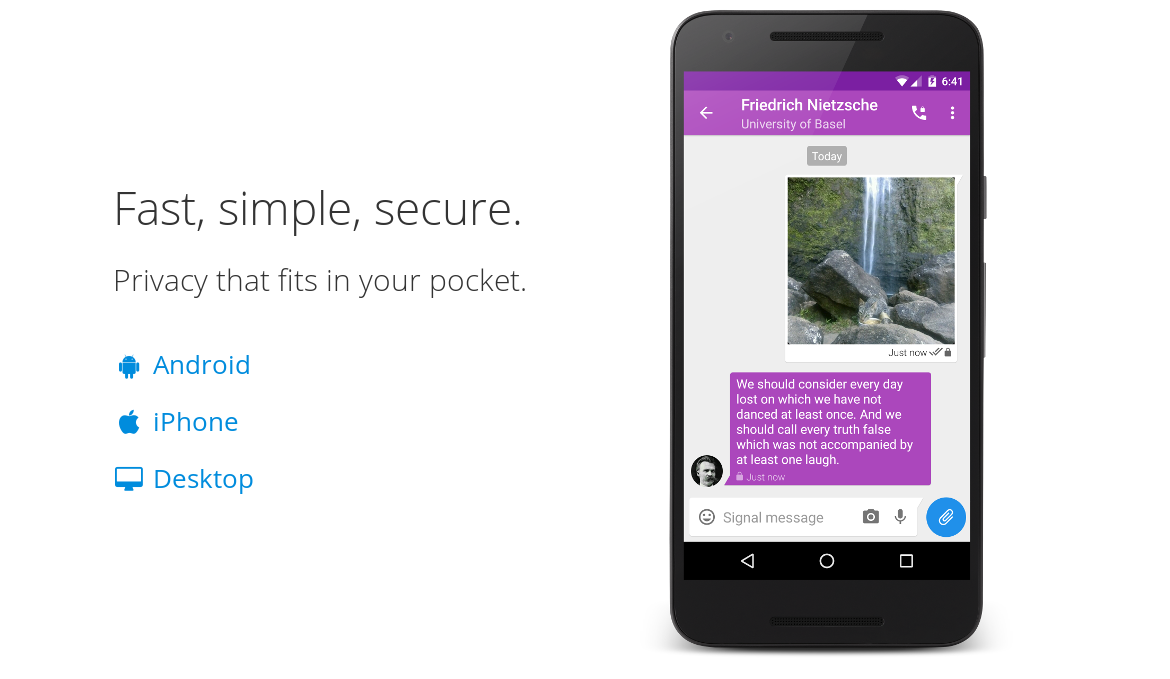 Fast, simple, secure.
Privacy that fits in your pocket.
Android
iPhone
Desktop
6:41
Friedrich Nietzsche
University of Basel
Today
Just now
We should consider every day
lost on which we have not
danced at least once. And we
should call every truth false
which was not accompanied by
at least one laugh.
Just now
Signal message